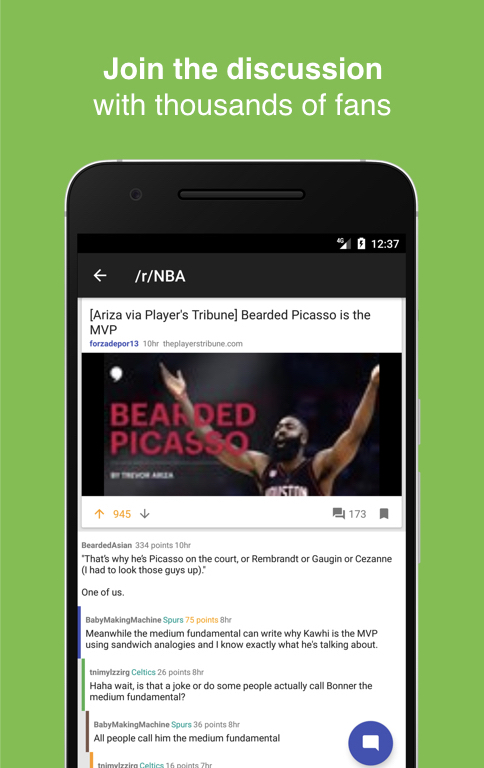 Join the discussion
with thousands of fans
4G 12:37
/r/NBA
[Ariza via Player's Tribune] Bearded Picasso is the
MVP
forzadepor13 10hr theplayerstribune.com
BEARDED
PICASSO
BY TREVOR ARIZA
HOUSTON
945 173
BeardedAsian 334 points 10hr
"That's why he's Picasso on the court, or Rembrandt or Gaugin or Cezanne
(I had to look those guys up)."
One of us.
BabyMakingMachine Spurs 75 points 8hr
Meanwhile the medium fundamental can write why Kawhi is the MVP
using sandwich analogies and I know exactly what he's talking about.
tnimylzzirg Celtics 26 points 8hr
Haha wait, is that a joke or do some people actually call Bonner the
medium fundamental?
BabyMakingMachine Spurs 36 points 8hr
All people call him the medium fundamental
tnimylzzirg Celtics 16 points 7hr